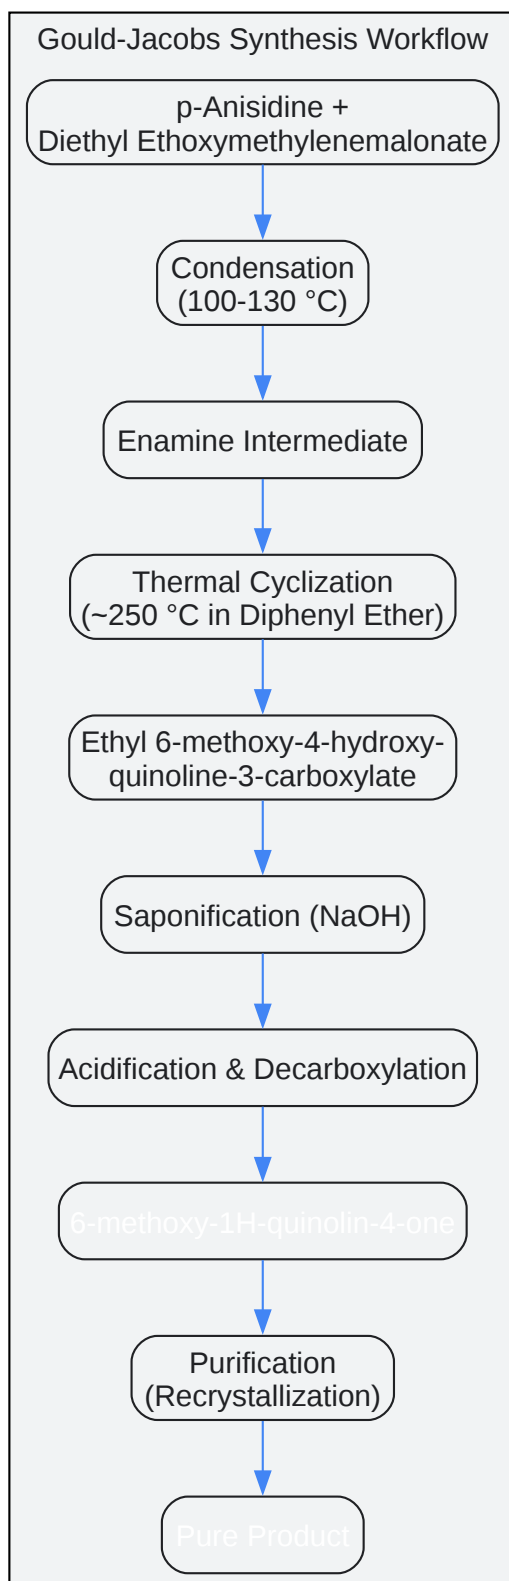 Gould-Jacobs Synthesis Workflow
p-Anisidine +
Diethyl Ethoxymethylenemalonate
Condensation
(100-130 °C)
Enamine Intermediate
Thermal Cyclization
(~250 °C in Diphenyl Ether)
Ethyl 6-methoxy-4-hydroxy-
quinoline-3-carboxylate
Saponification (NaOH)
Acidification & Decarboxylation
6-methoxy-1H-quinolin-4-one
Purification
(Recrystallization)
Pure Product